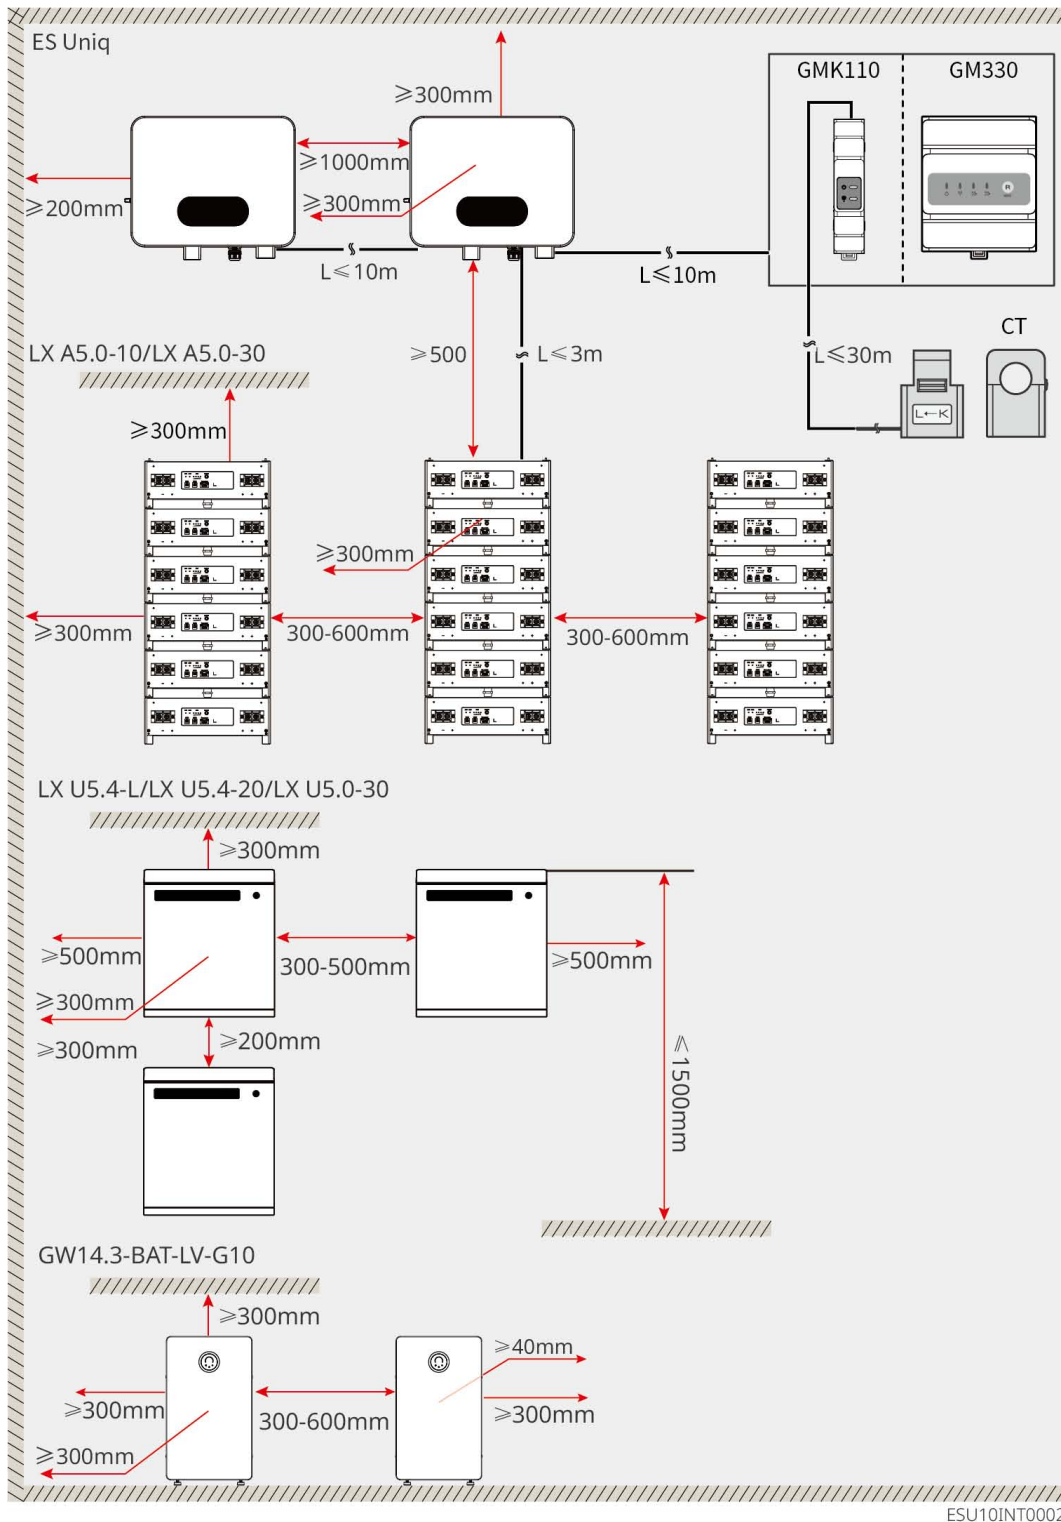 ES Uniq
GMK110
GM330
≥300mm
≥1000mm
≥200mm
≥300mm
L≤10m
L≤10m
CT
LX A5.0-10/LX A5.0-30
≥500
L≤3m
L≤30m
L←K
≥300mm
≥300mm
≥300mm
300-600mm
300-600mm
LX U5.4-L/LX U5.4-20/LX U5.0-30
≥300mm
≥500mm
300-500mm
≥500mm
≥300mm
≥300mm
≥200mm
≤1500mm
GW14.3-BAT-LV-G10
≥300mm
≥40mm
≥300mm
300-600mm
≥300mm
≥300mm
ESU10INT0002